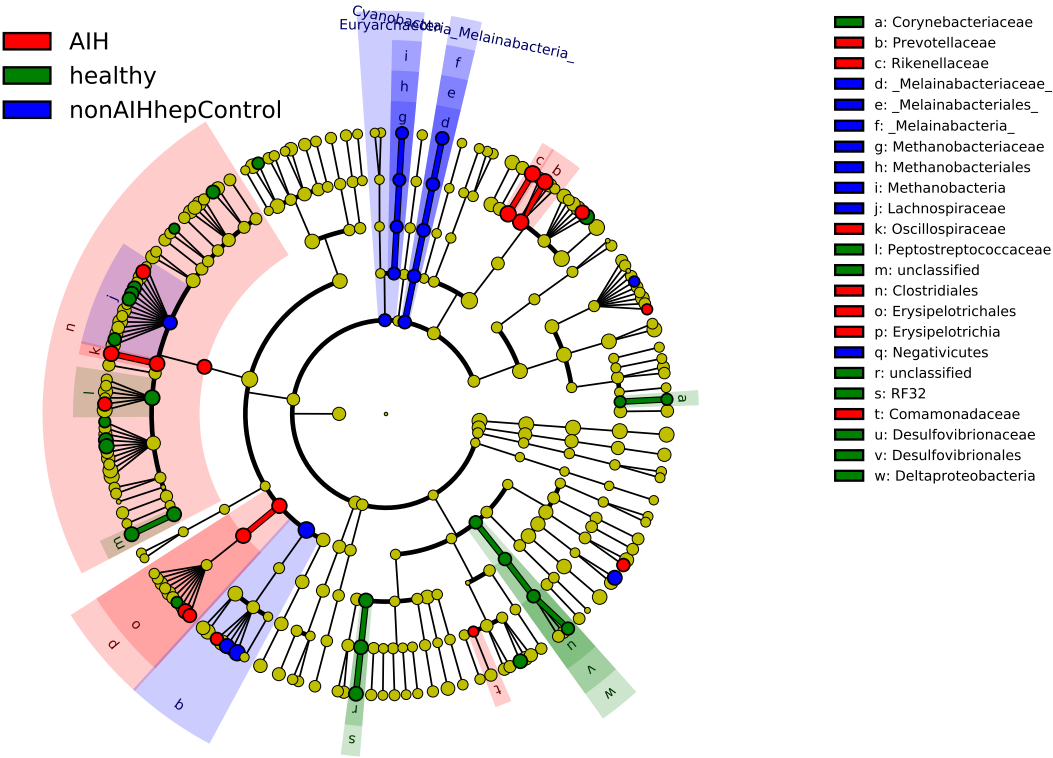 AIH
healthy
nonAIHhepControl
Cyanobacteria_Melainabacteria_
Euryarchaeota
i
h
g
f
e
d
c
b
a
n
j
k
l
m
o
p
q
r
s
t
u
v
w
a: Corynebacteriaceae
b: Prevotellaceae
c: Rikenellaceae
d: _Melainabacteriaceae_
e: _Melainabacteriales_
f: _Melainabacteria_
g: Methanobacteriaceae
h: Methanobacteriales
i: Methanobacteria
j: Lachnospiraceae
k: Oscillospiraceae
l: Peptostreptococcaceae
m: unclassified
n: Clostridiales
o: Erysipelotrichales
p: Erysipelotrichia
q: Negativicutes
r: unclassified
s: RF32
t: Comamonadaceae
u: Desulfovibrionaceae
v: Desulfovibrionales
w: Deltaproteobacteria